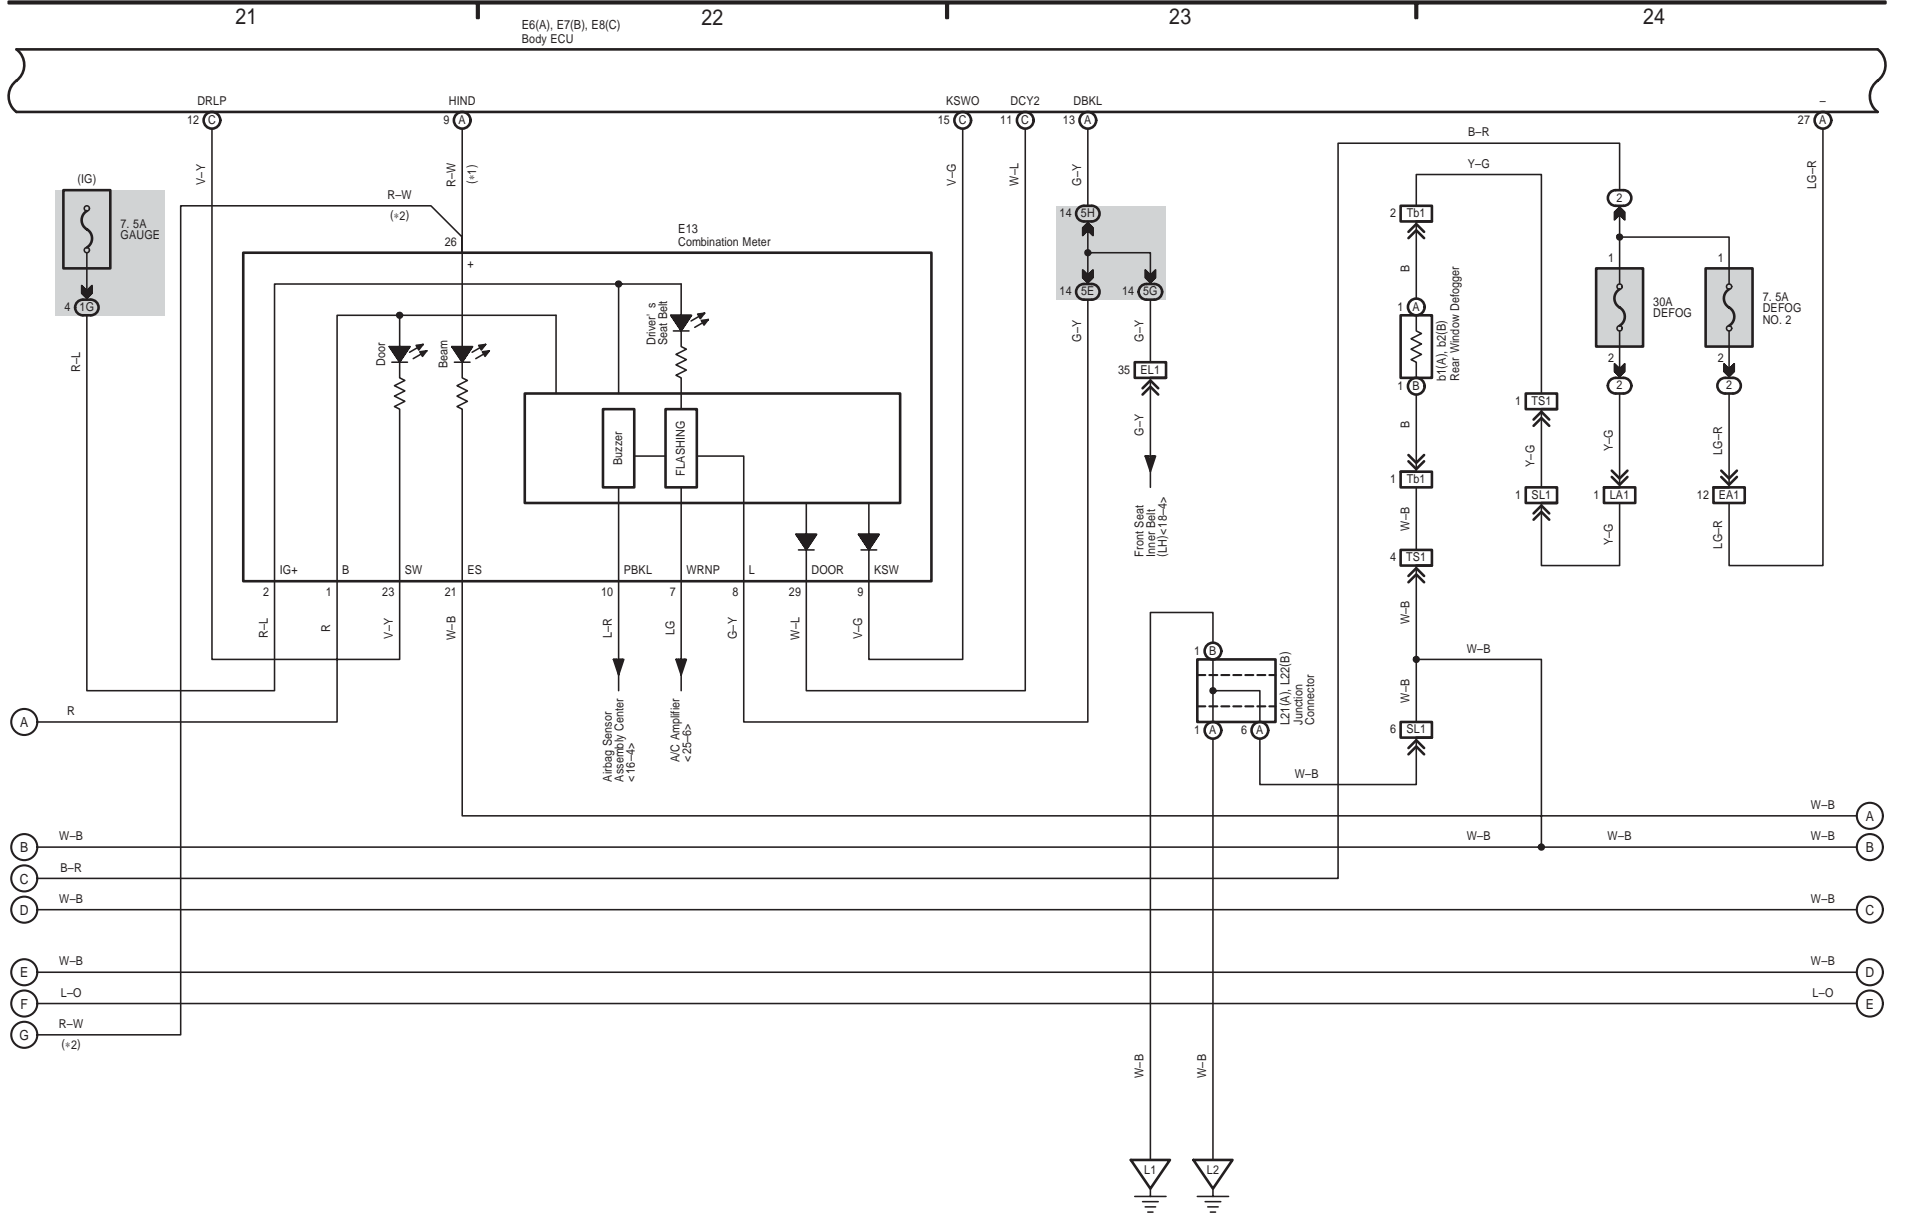 21
22
23
24
E6(A), E7(B), E8(C)
Body ECU
DRLP
HIND
KSWO
DCY2
DBKL
–
12 C
9 A
15 C
11 C
13 A
27 A
V–Y
R–W
(*1)
V–G
W–L
G–Y
LG–R
B–R
Y–G
(IG)
7. 5A
GAUGE
4 1G
R–L
R–W
(*2)
26
+
E13
Combination Meter
Door
Beam
Driver' s
Seat Belt
Buzzer
FLASHING
IG+
B
SW
ES
PBKL
WRNP
L
DOOR
KSW
2
1
23
21
10
7
8
29
9
R–L
R
V–Y
W–B
L–R
LG
G–Y
W–L
V–G
Airbag Sensor
Assembly Center
<16–4>
A/C Amplifier
<25–6>
14 5H
14 5E
14 5G
G–Y
G–Y
35 EL1
G–Y
Front Seat
Inner Belt
(LH)<18–4>
2 Tb1
B
1 A
b1(A), b2(B)
Rear Window Defogger
1 B
B
1 Tb1
W–B
4 TS1
W–B
W–B
W–B
6 SL1
W–B
1 TS1
Y–G
1 SL1
2
1
1
30A
DEFOG
7. 5A
DEFOG
NO. 2
2
2
2
2
Y–G
LG–R
1 LA1
12 EA1
Y–G
LG–R
1 B
L21(A), L22(B)
Junction
Connector
1 A
6 A
A
R
W–B
A
B
W–B
W–B
W–B
W–B
B
C
B–R
D
W–B
W–B
C
E
W–B
W–B
D
F
L–O
L–O
E
G
R–W
(*2)
W–B
W–B
L1
L2